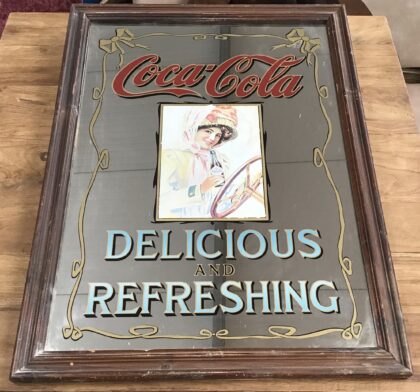 Coca-Cola
DELICIOUS
AND
REFRESHING